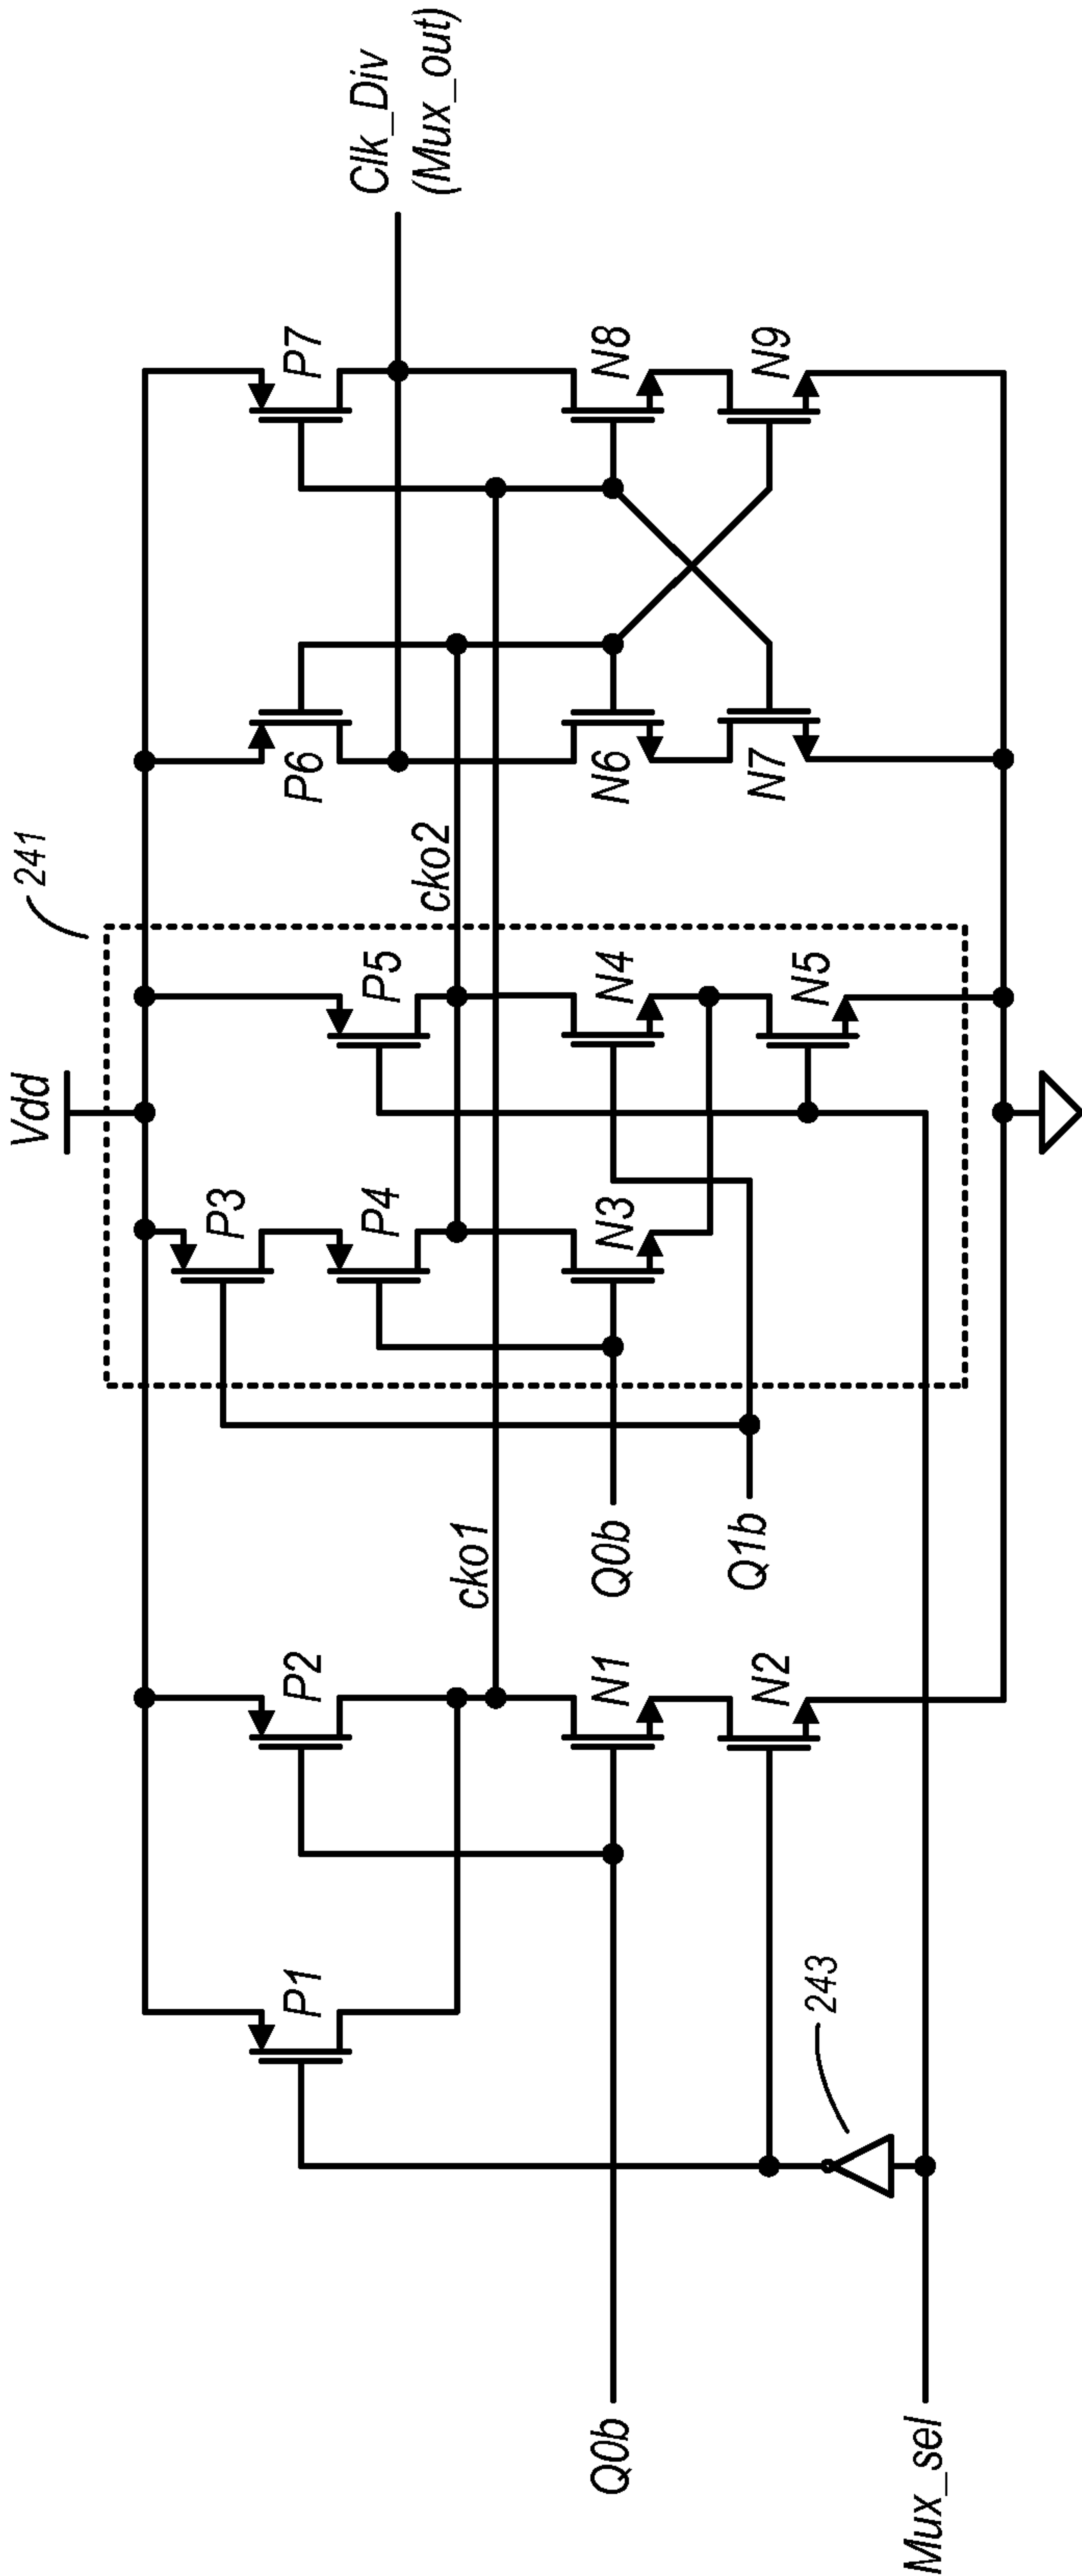 Vdd
241
P1
P2
P3
P4
P5
P6
P7
Clk_Div
(Mux_out)
cko1
cko2
Q0b
N1
Q0b
N3
N4
N6
N8
Q1b
N2
N5
N7
N9
243
Mux_sel